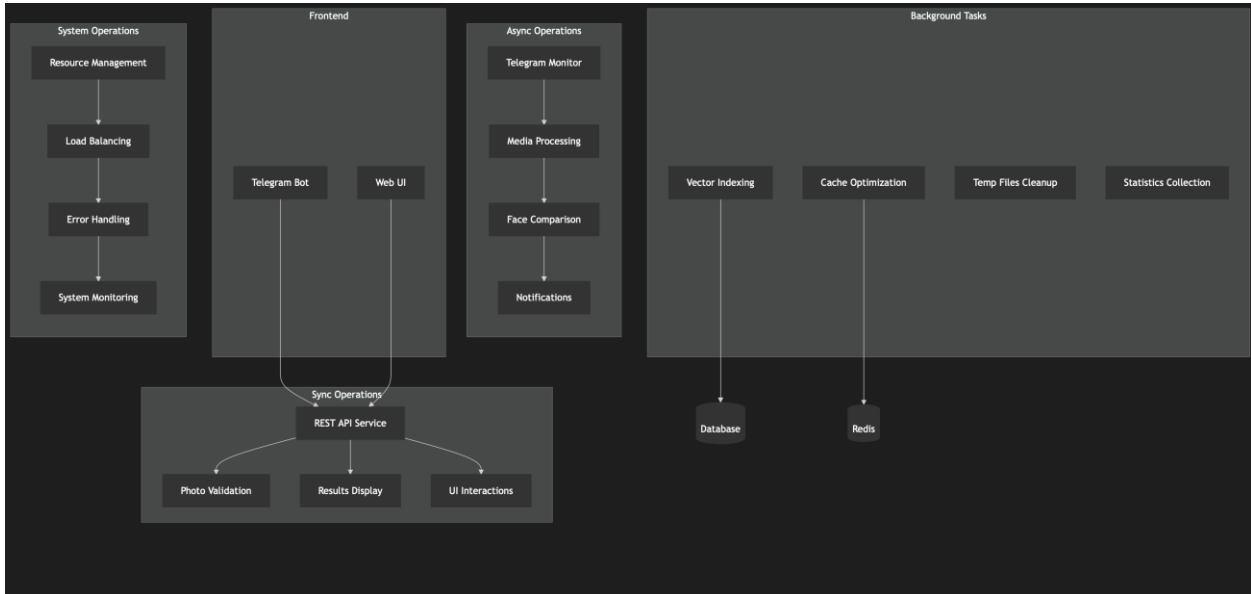 System Operations
Resource Management
Load Balancing
Error Handling
System Monitoring
Frontend
Telegram Bot
Web UI
Async Operations
Telegram Monitor
Media Processing
Face Comparison
Notifications
Background Tasks
Vector Indexing
Cache Optimization
Temp Files Cleanup
Statistics Collection
Sync Operations
REST API Service
Photo Validation
Results Display
UI Interactions
Database
Redis